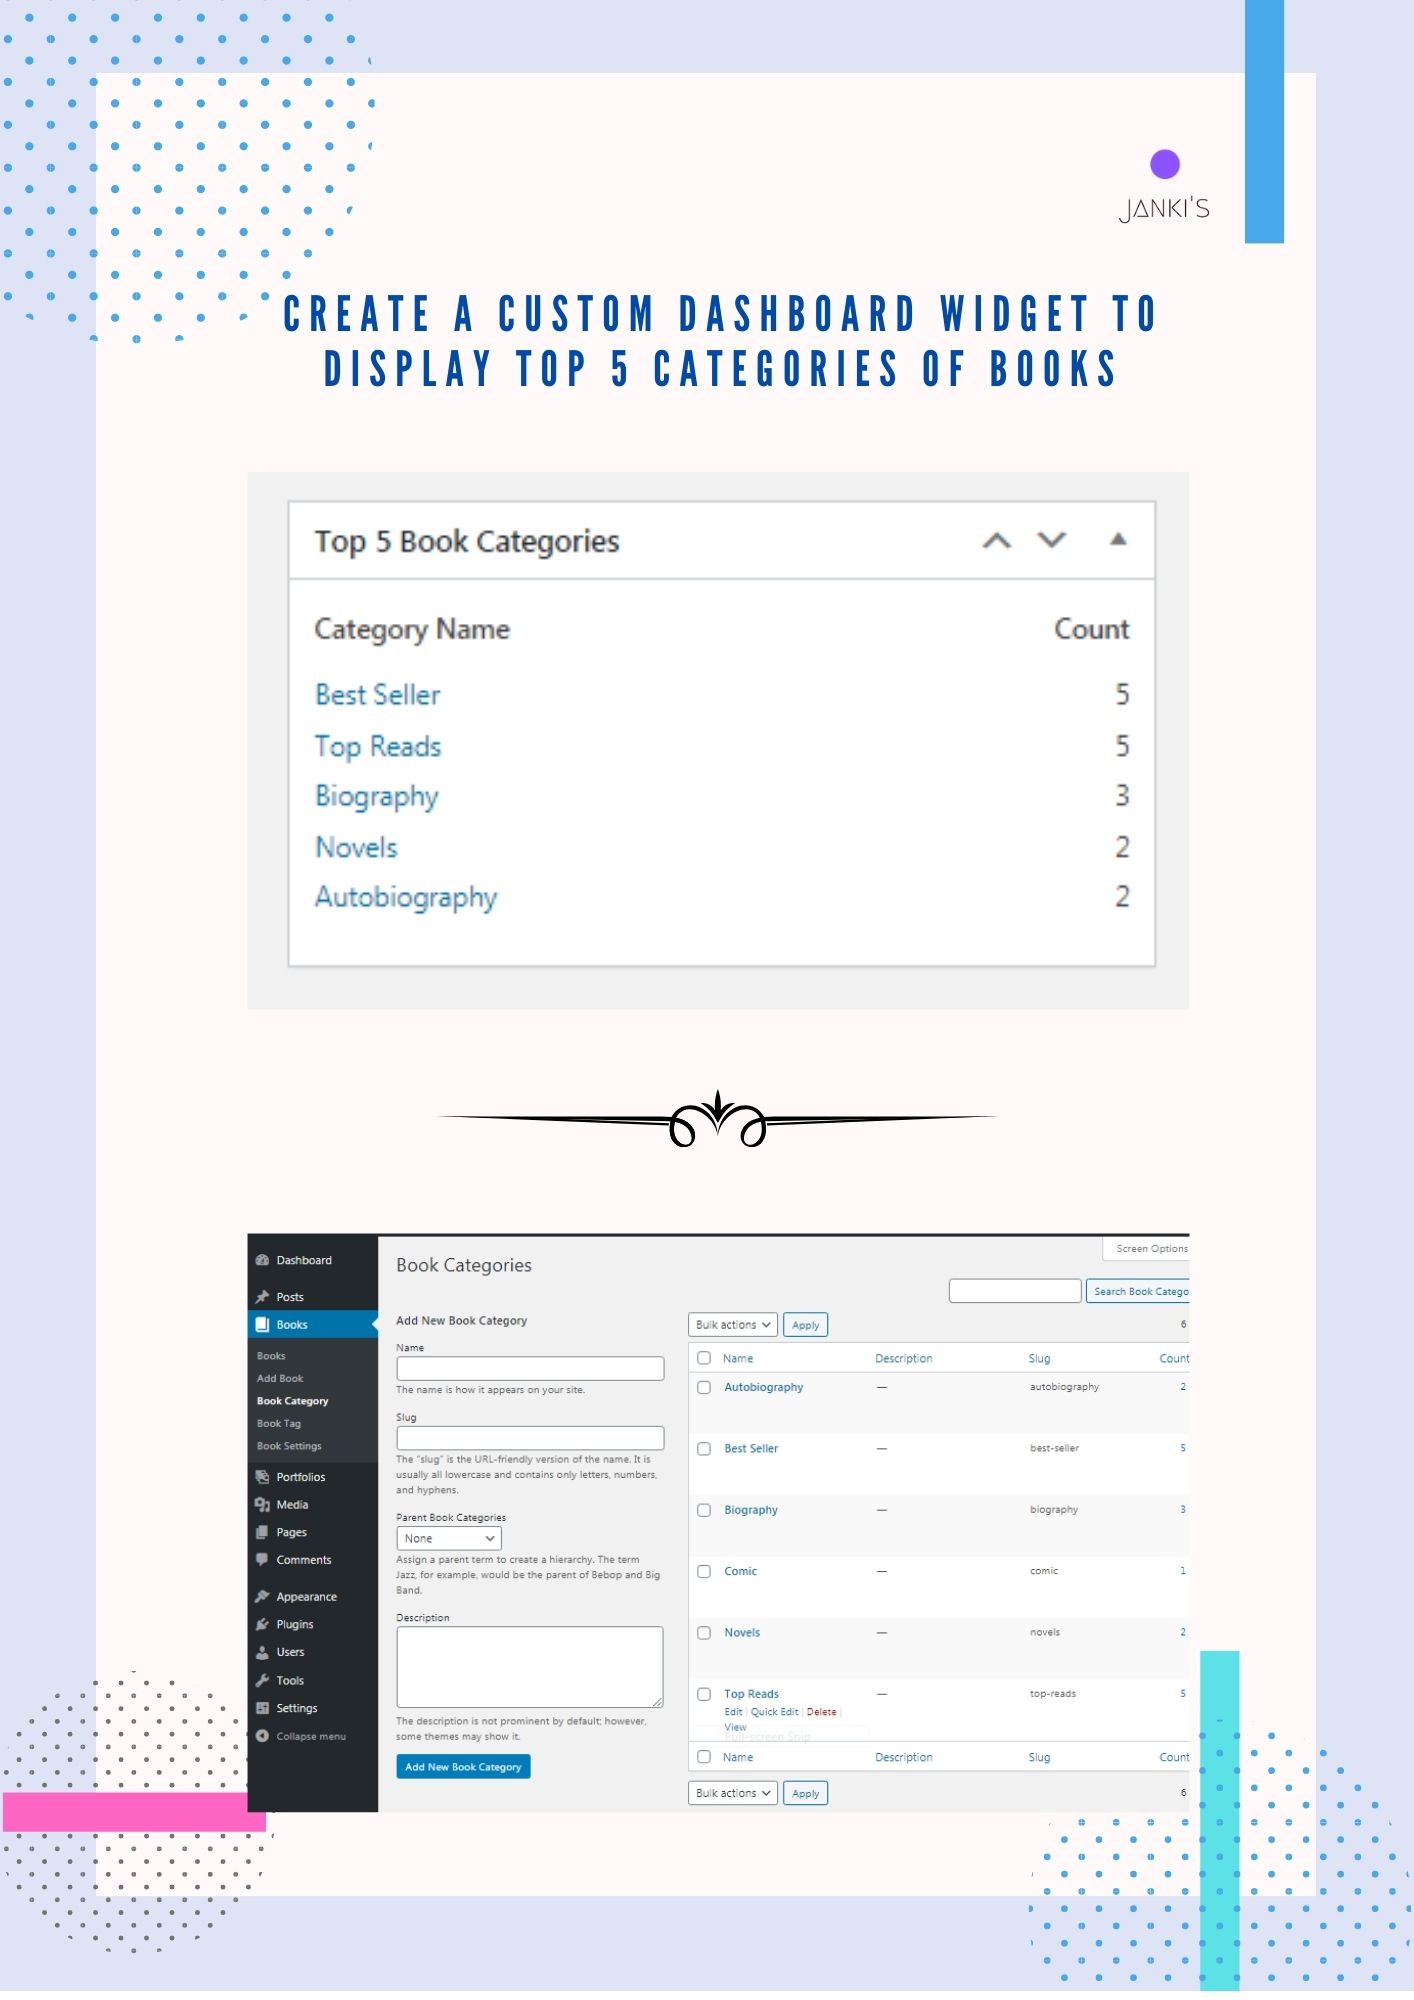 JANKI'S
CREATE A CUSTOM DASHBOARD WIDGET TO
DISPLAY TOP 5 CATEGORIES OF BOOKS
Top 5 Book Categories
Category Name Count
Best Seller 5
Top Reads 5
Biography 3
Novels 2
Autobiography 2
Dashboard
Posts
Books
Books
Add Book
Book Category
Book Tag
Book Settings
Portfolios
Media
Pages
Comments
Appearance
Plugins
Users
Tools
Settings
Collapse menu
Book Categories
Screen Options
Search Book Catego
Add New Book Category
Name
The name is how it appears on your site.
Slug
The "slug" is the URL-friendly version of the name. It is
usually all lowercase and contains only letters, numbers,
and hyphens.
Parent Book Categories
None
Assign a parent term to create a hierarchy. The term
Jazz, for example, would be the parent of Bebop and Big
Band.
Description
The description is not prominent by default; however,
some themes may show it.
Add New Book Category
Bulk actions Apply 6
Name Description Slug Count
Autobiography — autobiography 2
Best Seller — best-seller 5
Biography — biography 3
Comic — comic 1
Novels — novels 2
Top Reads — top-reads 5
Edit | Quick Edit | Delete |
View
Full-screen Snip
Name Description Slug Count
Bulk actions Apply 6